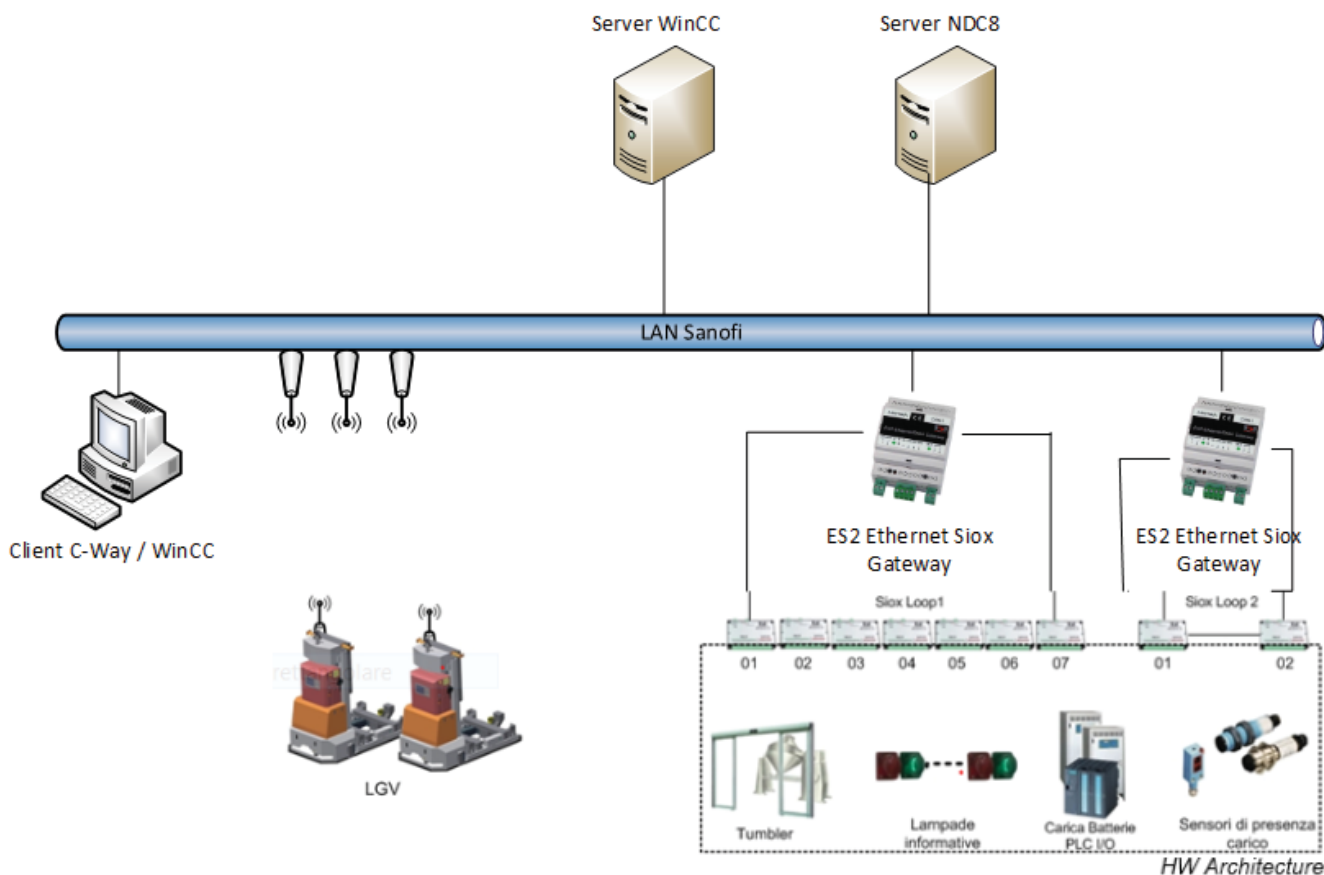 Server WinCC
Server NDC8
LAN Sanofi
Client C-Way / WinCC
ES2 Ethernet Siox
Gateway
ES2 Ethernet Siox
Gateway
Siox Loop1
Siox Loop 2
01 02 03 04 05 06 07 01 02
LGV
Tumbler
Lampade
informative
Carica Batterie
PLC I/O
Sensori di presenza
carico
HW Architecture